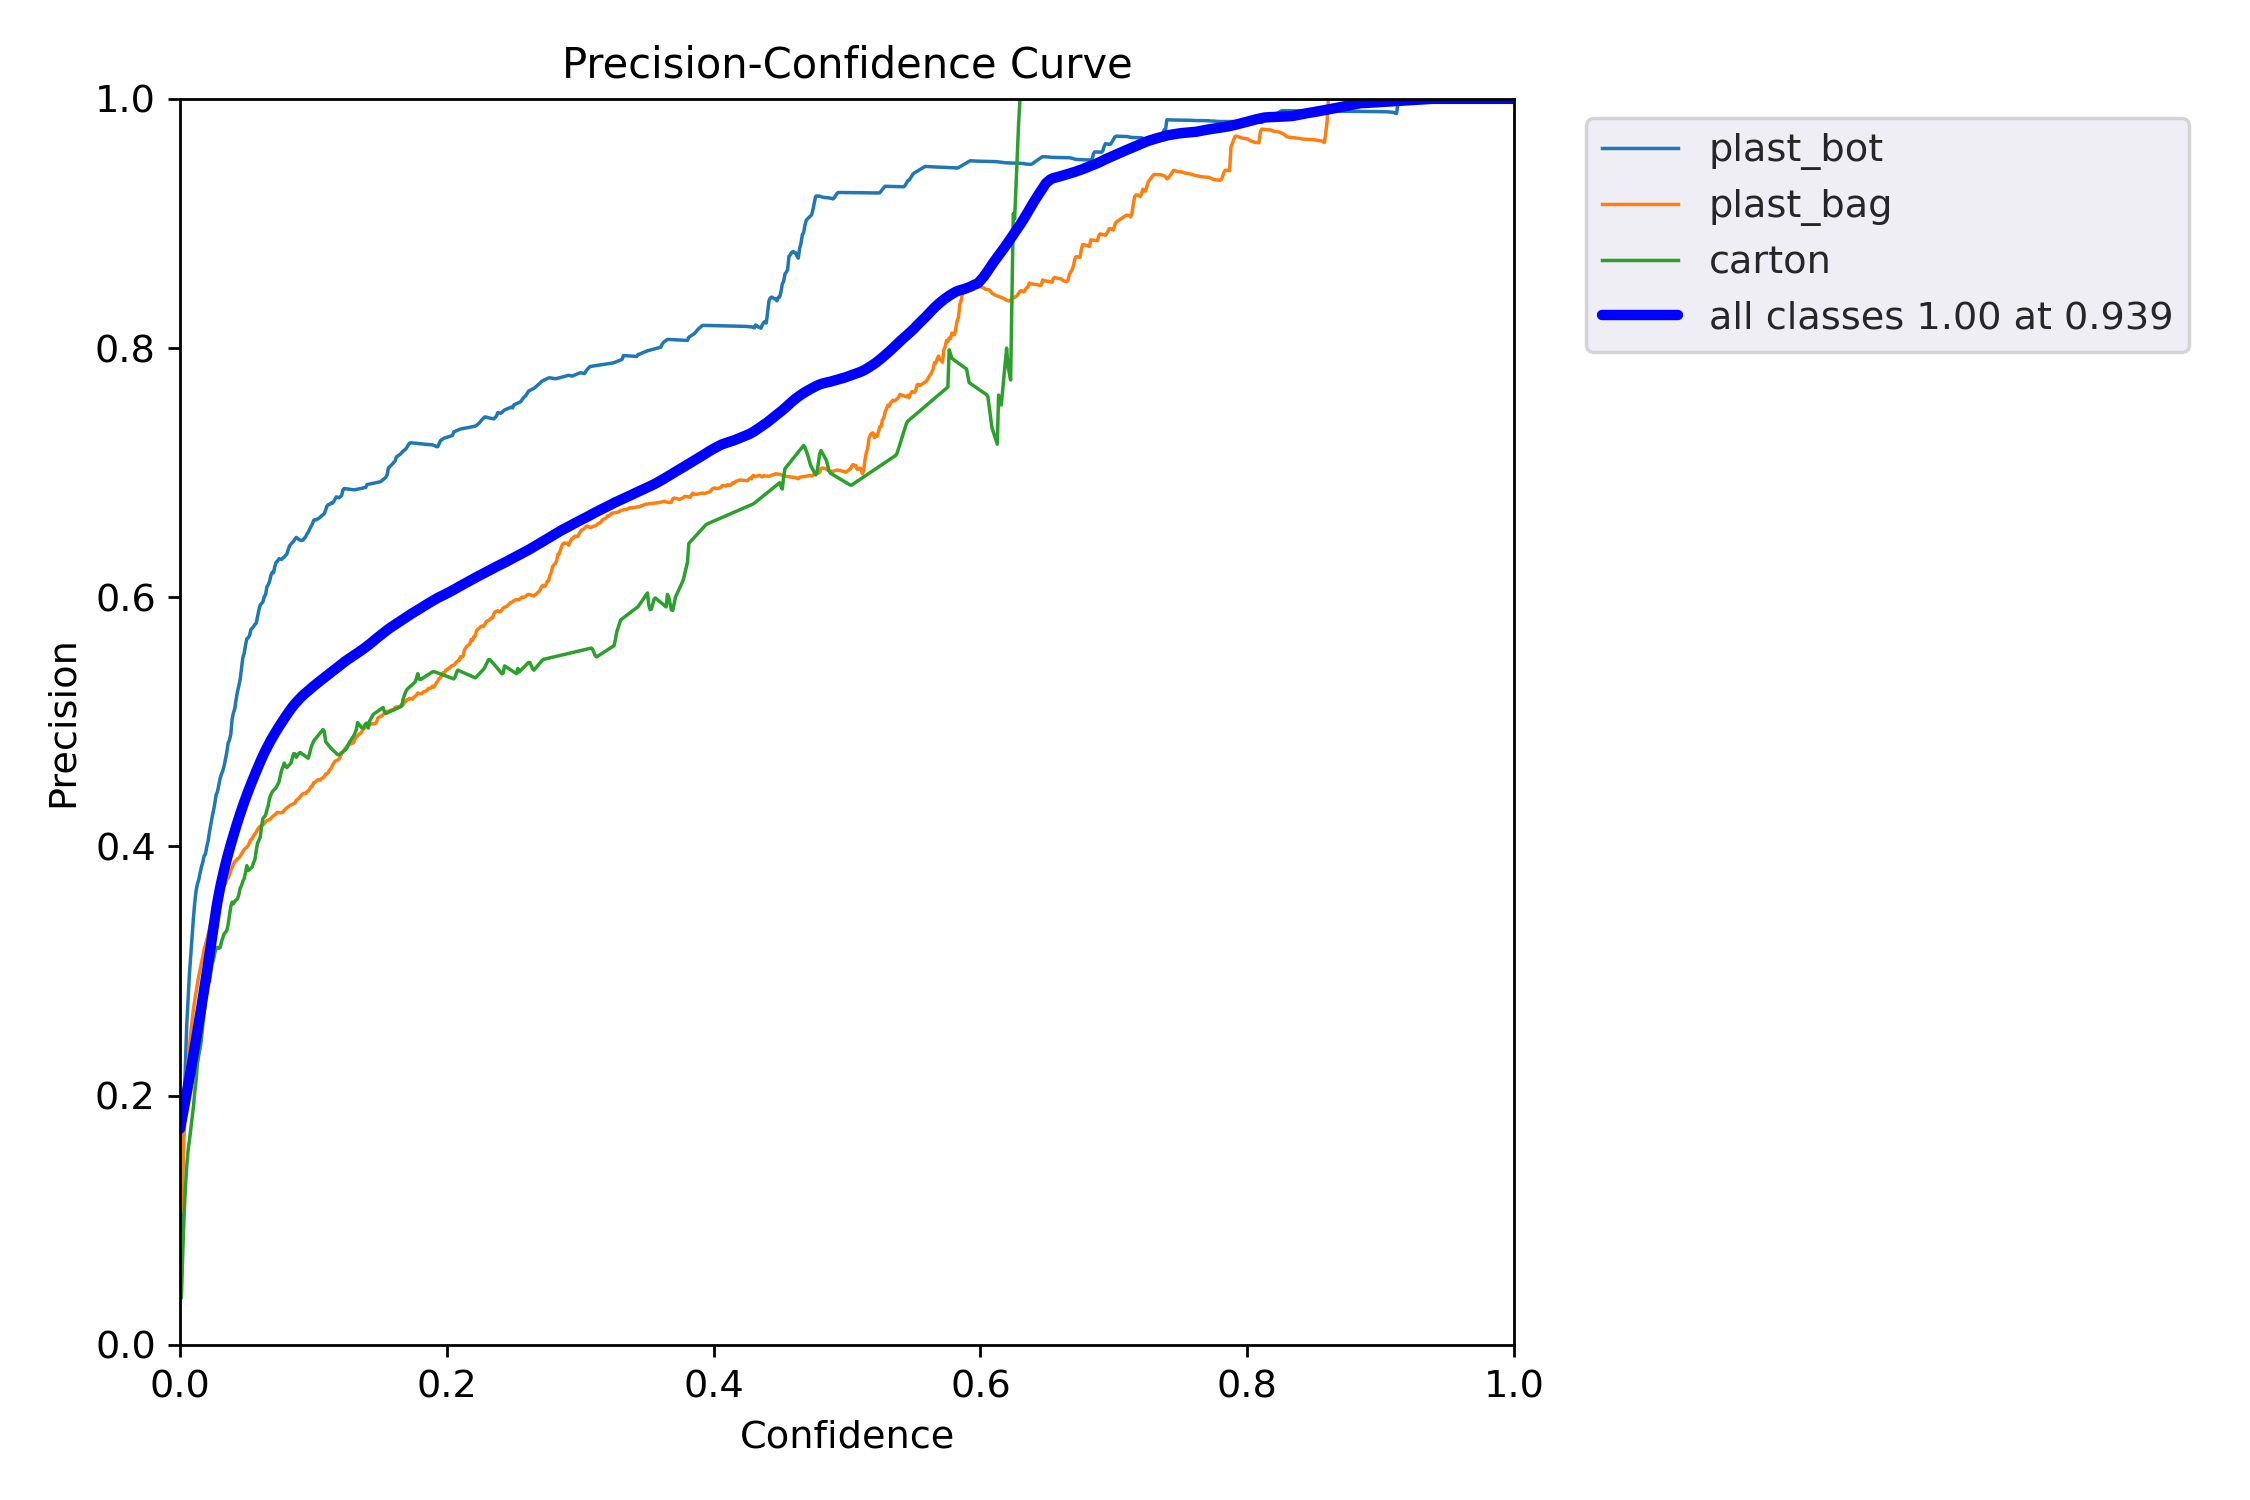 Precision-Confidence Curve
1.0
0.8
0.6
0.4
0.2
0.0
Precision
0.0 0.2 0.4 0.6 0.8 1.0
Confidence
plast_bot
plast_bag
carton
all classes 1.00 at 0.939